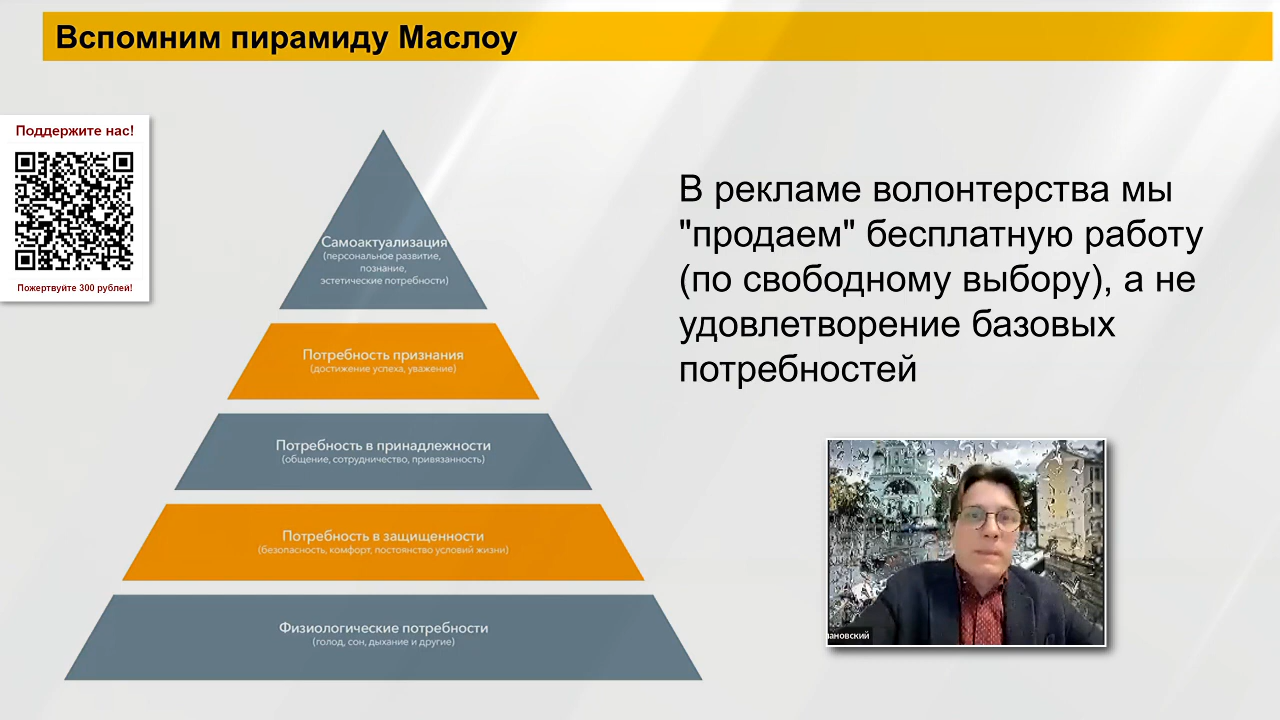 Вспомним пирамиду Маслоу
Поддержите нас!
Пожертвуйте 300 рублей!
Самоактуализация
(персональное развитие,
познание,
эстетические потребности)
Потребность признания
(достижение успеха, уважение)
Потребность в принадлежности
(общение, сотрудничество, привязанность)
Потребность в защищенности
(безопасность, комфорт, постоянство условий жизни)
Физиологические потребности
(голод, сон, дыхание и другие)
В рекламе волонтерства мы
"продаем" бесплатную работу
(по свободному выбору), а не
удовлетворение базовых
потребностей